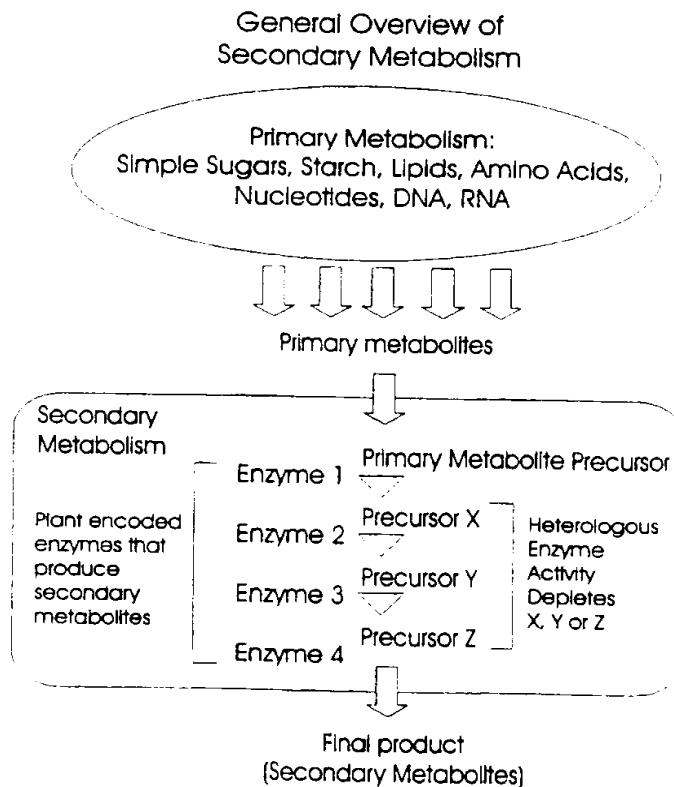 General Overview of
Secondary Metabolism
Primary Metabolism:
Simple Sugars, Starch, Lipids, Amino Acids,
Nucleotides, DNA, RNA
Primary metabolites
Secondary
Metabolism
Plant encoded
enzymes that
produce
secondary
metabolites
Enzyme 1
Enzyme 2
Enzyme 3
Enzyme 4
Primary Metabolite Precursor
Precursor X
Precursor Y
Precursor Z
Heterologous
Enzyme
Activity
Depletes
X, Y or Z
Final product
(Secondary Metabolites)